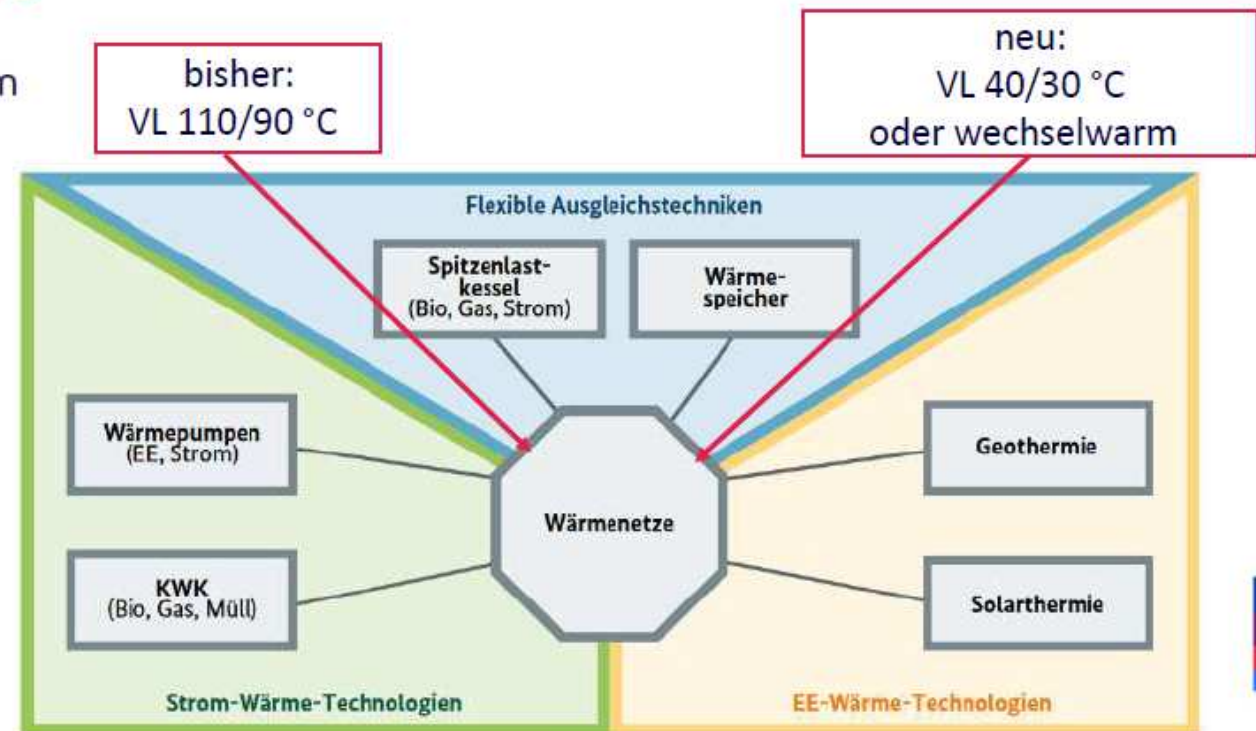 m
bisher:
VL 110/90 °C
neu:
VL 40/30 °C
oder wechselwarm
Flexible Ausgleichstechniken
Spitzenlast-
kessel
(Bio, Gas, Strom)
Wärme-
speicher
Wärmepumpen
(EE, Strom)
Geothermie
Wärmenetze
KWK
(Bio, Gas, Müll)
Solarthermie
Strom-Wärme-Technologien
EE-Wärme-Technologien